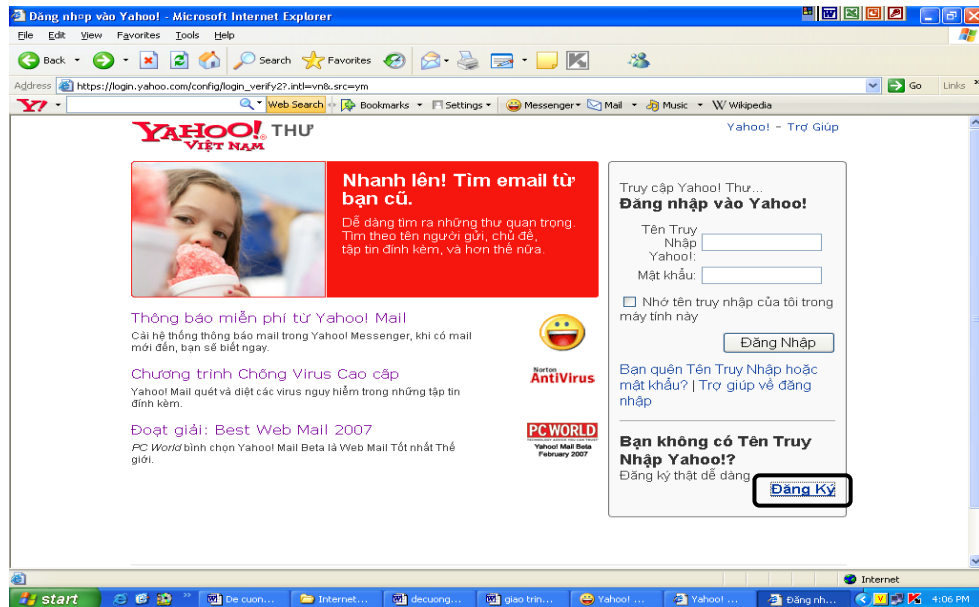 Đăng nhập vào Yahoo! - Microsoft Internet Explorer
File Edit View Favorites Tools Help
Back Search Favorites
Address https://login.yahoo.com/config/login_verify2?.intl=vn&.src=ym Go Links
Y7 Web Search Bookmarks Settings Messenger Mail Music W Wikipedia
YAHOO! THƯ
VIỆT NAM
Yahoo! - Trợ Giúp
Nhanh lên! Tìm email từ
bạn cũ.
Dễ dàng tìm ra những thư quan trọng.
Tìm theo tên người gửi, chủ đề,
tập tin đính kèm, và hơn thế nữa.
Thông báo miễn phí từ Yahoo! Mail
Cài hệ thống thông báo mail trong Yahoo! Messenger, khi có mail
mới đến, bạn sẽ biết ngay.
Chương trình Chống Virus Cao cấp
Yahoo! Mail quét và diệt các virus nguy hiểm trong những tập tin
đính kèm.
Norton
AntiVirus
Đoạt giải: Best Web Mail 2007
PC World bình chọn Yahoo! Mail Beta là Web Mail Tốt nhất Thế
giới.
PC WORLD
Yahoo! Mail Beta
February 2007
Truy cập Yahoo! Thư...
Đăng nhập vào Yahoo!
Tên Truy
Nhập
Yahoo!:
Mật khẩu:
Nhớ tên truy nhập của tôi trong
máy tính này
Đăng Nhập
Bạn quên Tên Truy Nhập hoặc
mật khẩu? | Trợ giúp về đăng
nhập
Bạn không có Tên Truy
Nhập Yahoo!?
Đăng ký thật dễ dàng
Đăng Ký
Internet
start De cuon... Internet... decuong... giao trin... Yahoo! ... Yahoo! ... Đăng nh... 4:06 PM